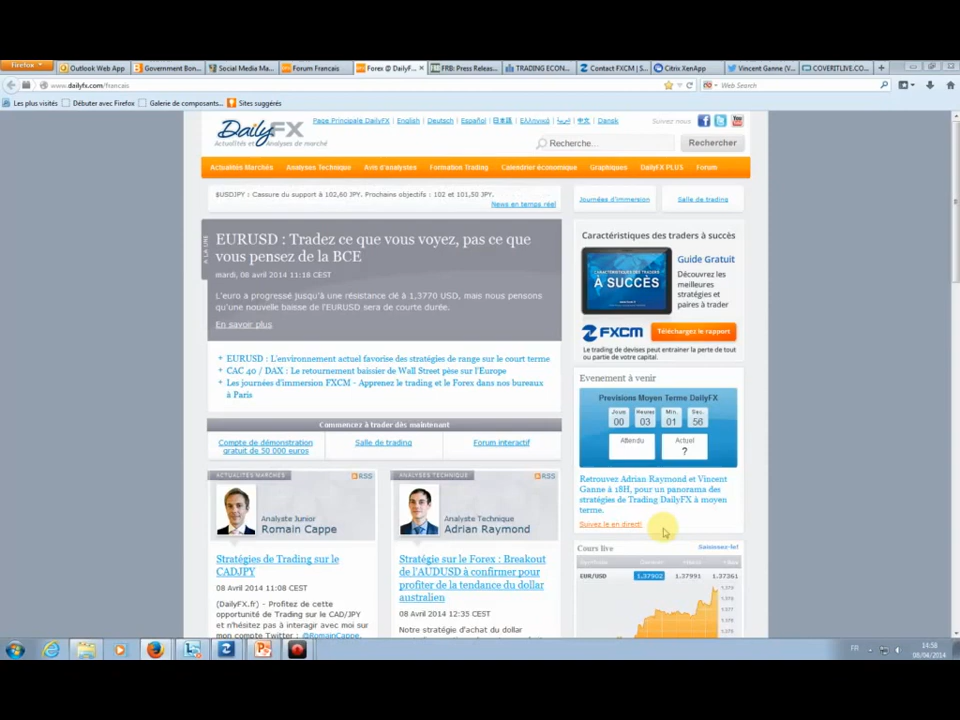 Firefox
Outlook Web App
Government Bon...
Social Media Ma...
Forum Francais
Forex @ DailyF...
FRB: Press Releas...
TRADING ECON...
Contact FXCM | S...
Citrix XenApp
Vincent Ganne (V...
COVERITLIVE.CO...
www.dailyfx.com/francais
Web Search
Les plus visités
Débuter avec Firefox
Galerie de composants...
Sites suggérés
DailyFX
Actualités et Analyses de marché
Page Principale DailyFX | English | Deutsch | Español | 日本語 | العربية | Ελληνικά | 中文 | Dansk
Suivez nous
Recherche...
Rechercher
Actualités Marchés
Analyses Technique
Avis d'analystes
Formation Trading
Calendrier économique
Graphiques
DailyFX PLUS
Forum
$USDJPY : Cassure du support à 102,60 JPY. Prochains objectifs : 102 et 101,50 JPY.
News en temps réel
Journées d'immersion
Salle de trading
A LA UNE
EURUSD : Tradez ce que vous voyez, pas ce que
vous pensez de la BCE
mardi, 08 avril 2014 11:18 CEST
L'euro a progressé jusqu'à une résistance clé à 1,3770 USD, mais nous pensons
qu'une nouvelle baisse de l'EURUSD sera de courte durée.
En savoir plus
+ EURUSD : L'environnement actuel favorise des stratégies de range sur le court terme
+ CAC 40 / DAX : Le retournement baissier de Wall Street pèse sur l'Europe
+ Les journées d'immersion FXCM - Apprenez le trading et le Forex dans nos bureaux
à Paris
Commencez à trader dès maintenant
Compte de démonstration
gratuit de 50 000 euros
Salle de trading
Forum interactif
ACTUALITÉS MARCHÉS
RSS
Analyste Junior
Romain Cappe
Stratégies de Trading sur le
CADJPY
08 Avril 2014 11:08 CEST
(DailyFX.fr) - Profitez de cette
opportunité de Trading sur le CAD/JPY
et n'hésitez pas à interagir avec moi sur
mon compte Twitter : @RomainCappe.
ANALYSES TECHNIQUE
RSS
Analyste Technique
Adrian Raymond
Stratégie sur le Forex : Breakout
de l'AUDUSD à confirmer pour
profiter de la tendance du dollar
australien
08 Avril 2014 12:35 CEST
Notre stratégie d'achat du dollar
Caractéristiques des traders à succès
CARACTÉRISTIQUES DES TRADERS
À SUCCÈS
Guide Gratuit
Découvrez les
meilleures
stratégies et
paires à trader
FXCM
Téléchargez le rapport
Le trading de devises peut entraîner la perte de tout
ou partie de votre capital.
Evenement à venir
Previsions Moyen Terme DailyFX
Jours
Heures
Min.
Sec.
00
03
01
56
Attendu
Actuel
?
Retrouvez Adrian Raymond et Vincent
Ganne à 18H, pour un panorama des
stratégies de Trading DailyFX à moyen
terme.
Suivez le en direct!
Cours live
EUR/USD
1.37902
1.37991
1.37361
FR
14:58
08/04/2014